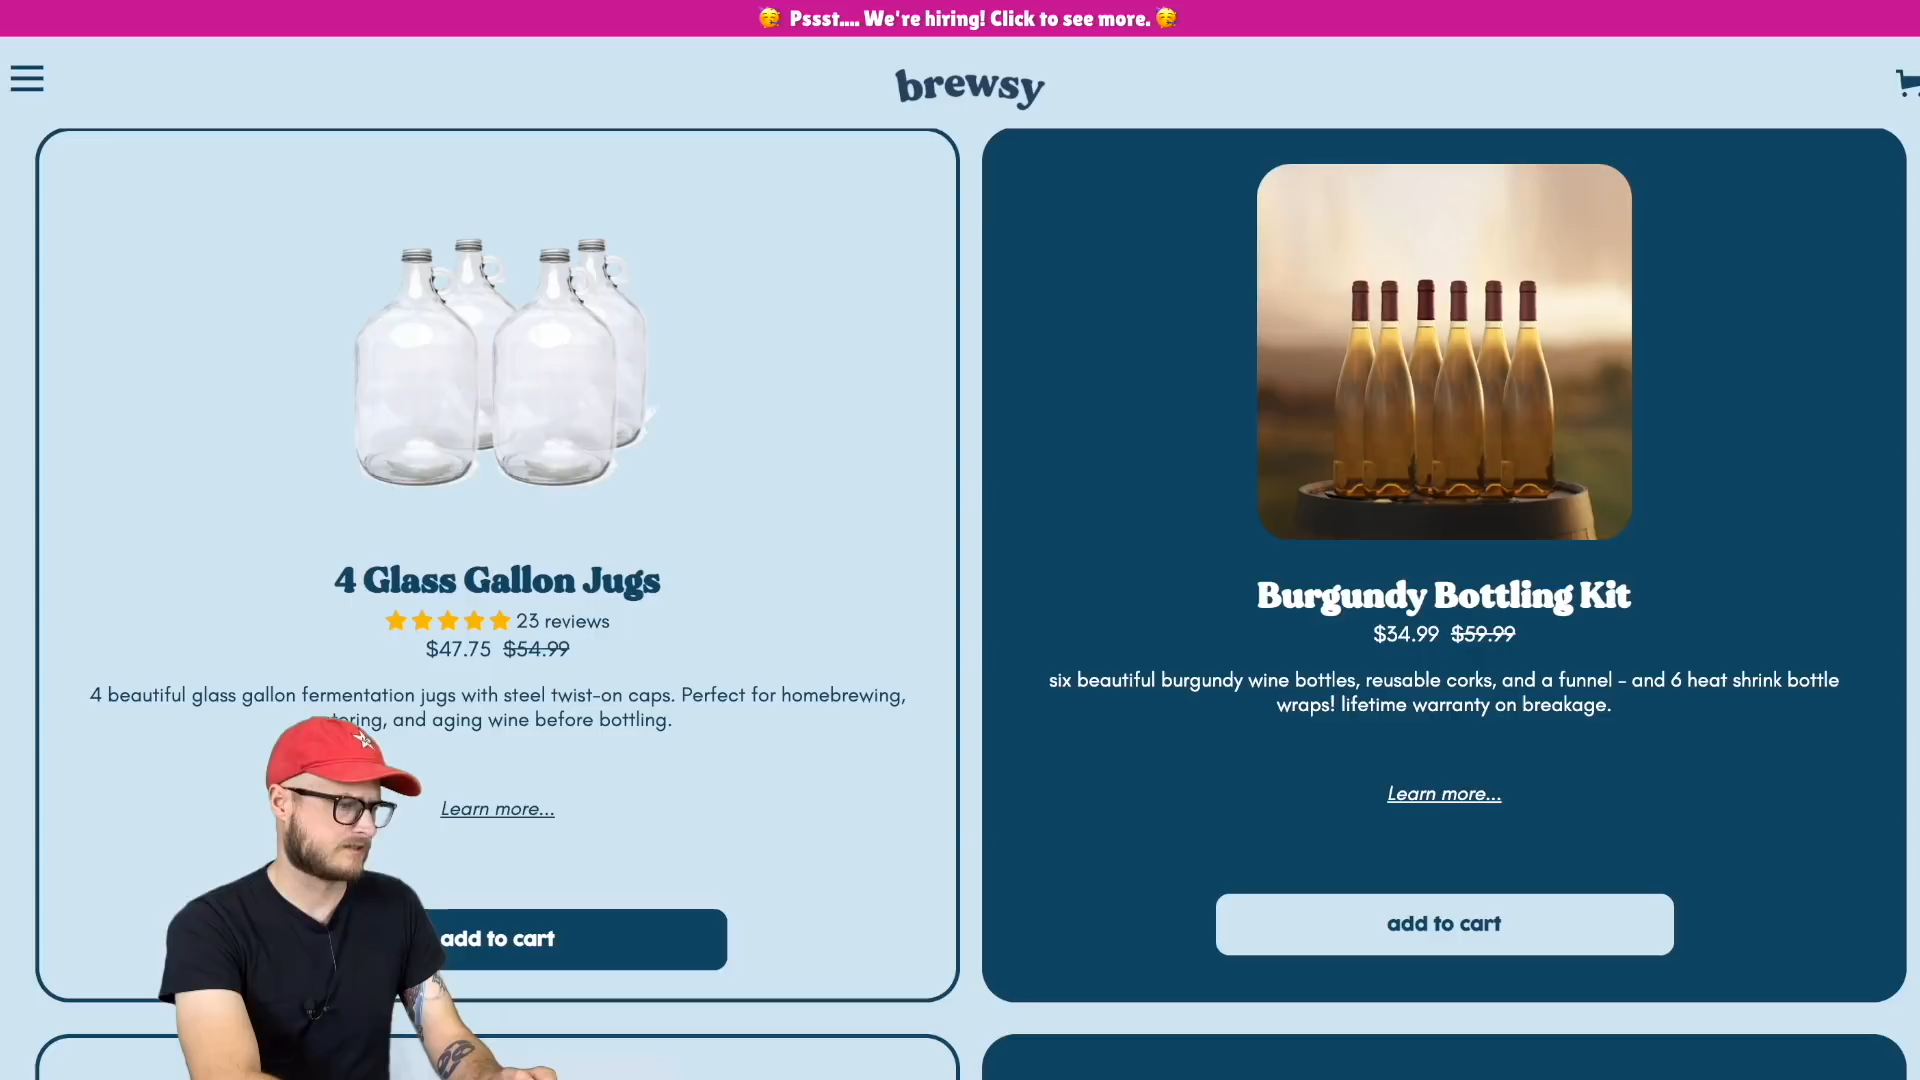 Pssst.... We're hiring! Click to see more.
brewsy
4 Glass Gallon Jugs
23 reviews
$47.75 $54.99
4 beautiful glass gallon fermentation jugs with steel twist-on caps. Perfect for homebrewing,
toring, and aging wine before bottling.
Learn more...
add to cart
Burgundy Bottling Kit
$34.99 $59.99
six beautiful burgundy wine bottles, reusable corks, and a funnel - and 6 heat shrink bottle
wraps! lifetime warranty on breakage.
Learn more...
add to cart